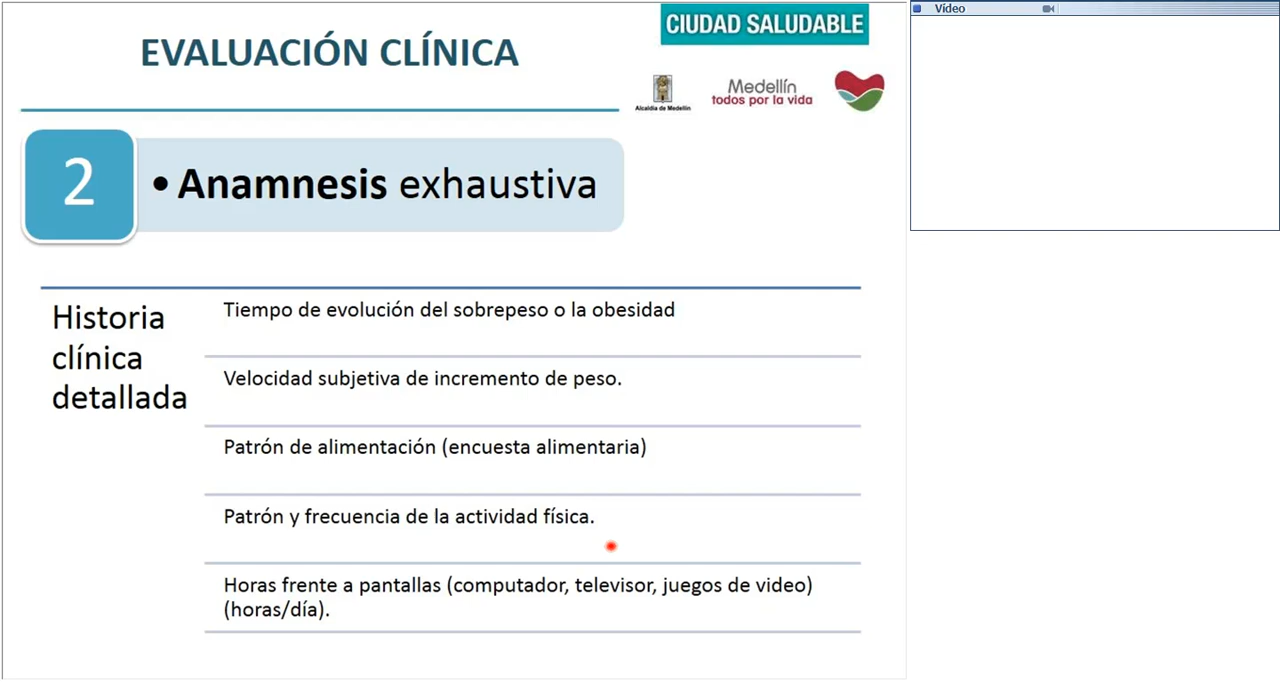 EVALUACIÓN CLÍNICA
CIUDAD SALUDABLE
Alcaldía de Medellín
Medellín
todos por la vida
Vídeo
2
• Anamnesis exhaustiva
Historia
clínica
detallada
Tiempo de evolución del sobrepeso o la obesidad
Velocidad subjetiva de incremento de peso.
Patrón de alimentación (encuesta alimentaria)
Patrón y frecuencia de la actividad física.
Horas frente a pantallas (computador, televisor, juegos de video)
(horas/día).